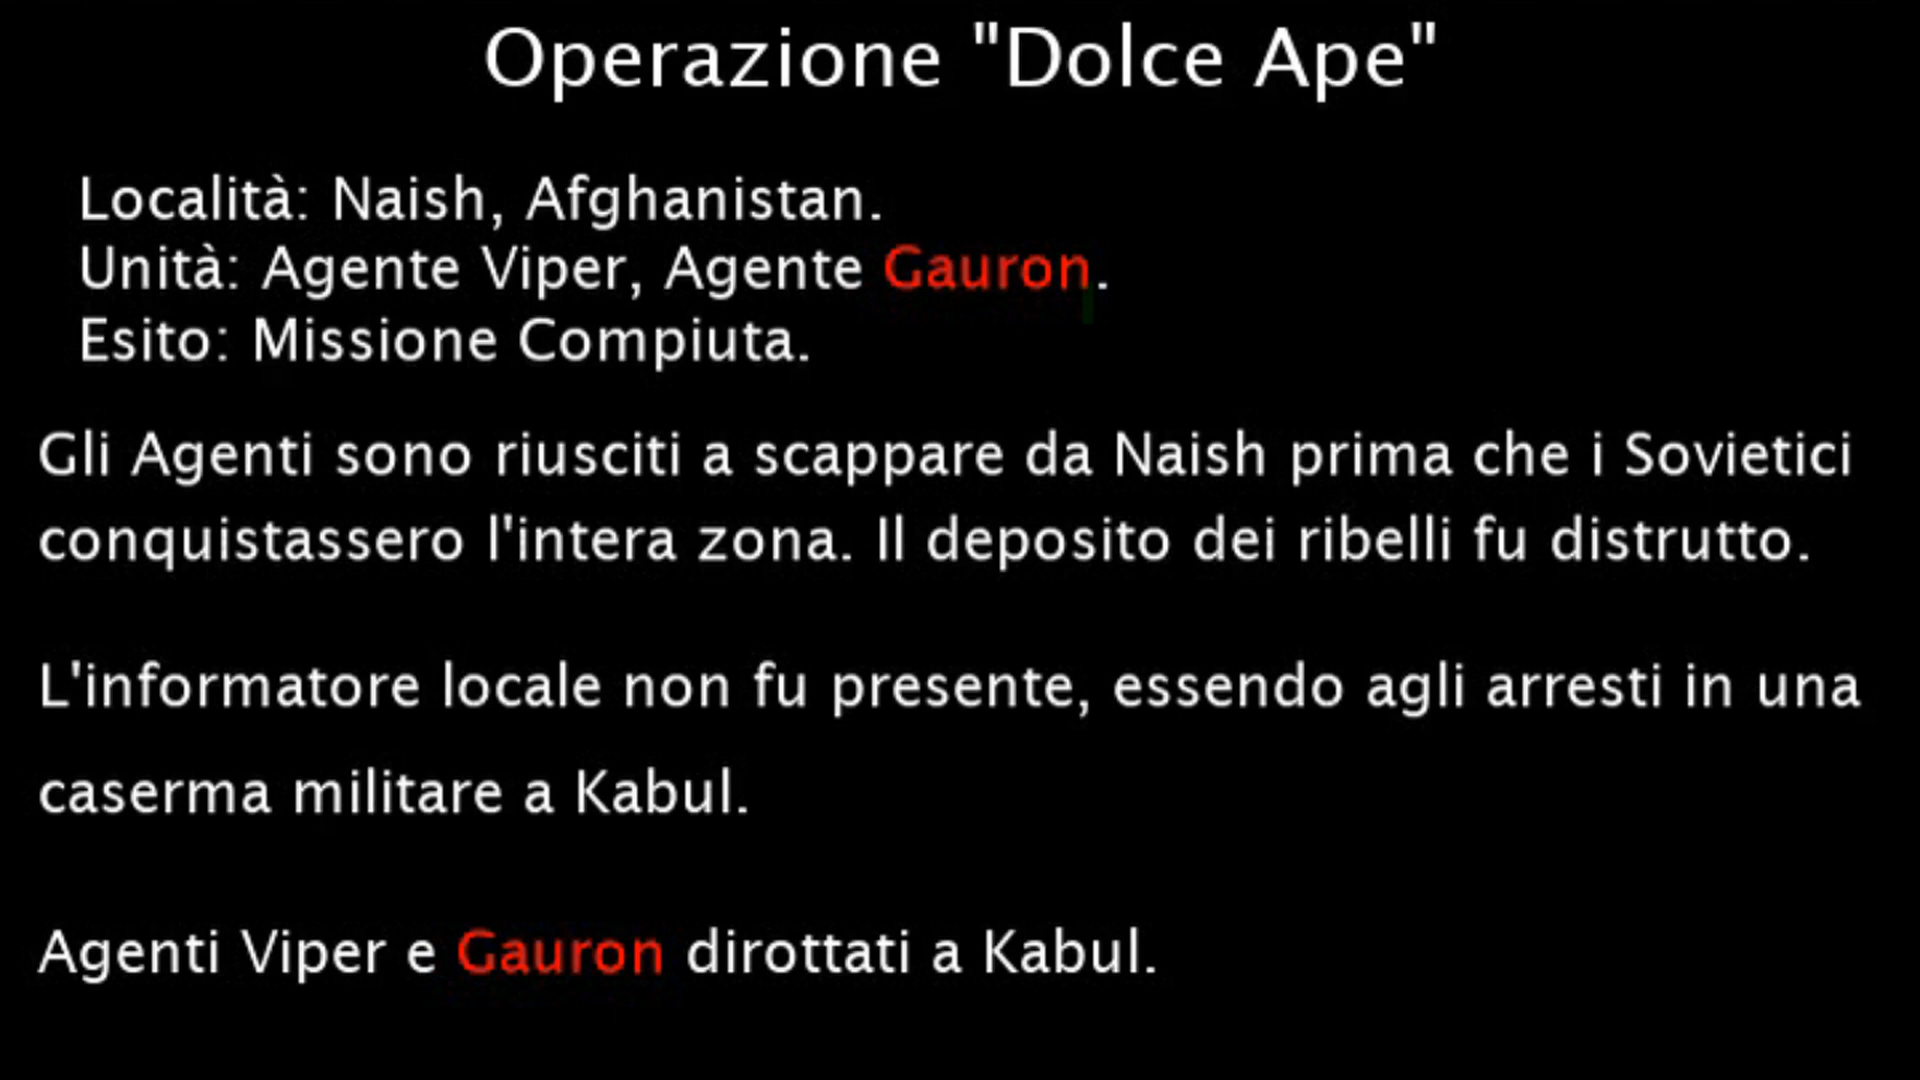 Operazione "Dolce Ape"
Località: Naish, Afghanistan.
Unità: Agente Viper, Agente Gauron.
Esito: Missione Compiuta.
Gli Agenti sono riusciti a scappare da Naish prima che i Sovietici
conquistassero l'intera zona. Il deposito dei ribelli fu distrutto.
L'informatore locale non fu presente, essendo agli arresti in una
caserma militare a Kabul.
Agenti Viper e Gauron dirottati a Kabul.